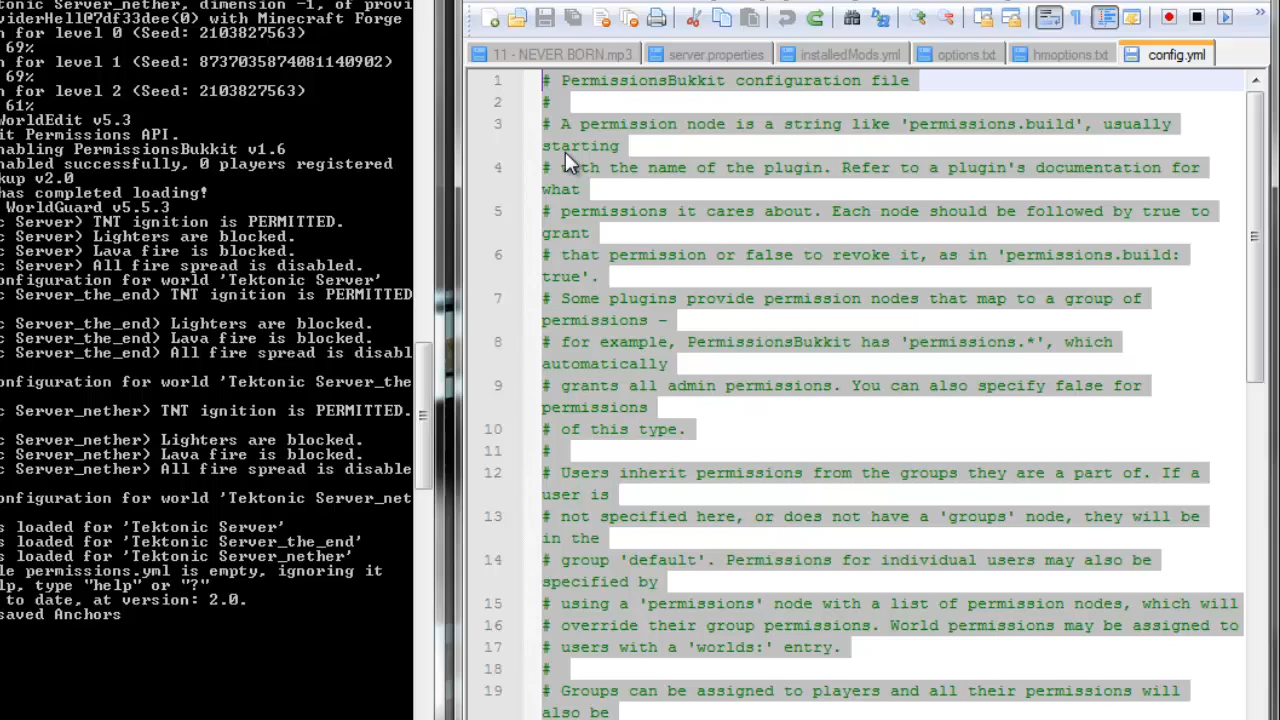 tonic Server_nether, dimension -1, of provi
viderHell@7df33dee(0) with Minecraft Forge
n for level 0 (Seed: 2103827563)
69%
n for level 1 (Seed: 8737035874081140902)
69%
n for level 2 (Seed: 2103827563)
61%
WorldEdit v5.3
it Permissions API.
nabling PermissionsBukkit v1.6
nabled successfully, 0 players registered
kup v2.0
has completed loading!
WorldGuard v5.5.3
c Server) TNT ignition is PERMITTED.
c Server) Lighters are blocked.
c Server) Lava fire is blocked.
c Server) All fire spread is disabled.
onfiguration for world 'Tektonic Server'
c Server_the_end) TNT ignition is PERMITTED
c Server_the_end) Lighters are blocked.
c Server_the_end) Lava fire is blocked.
c Server_the_end) All fire spread is disabl
onfiguration for world 'Tektonic Server_the
c Server_nether) TNT ignition is PERMITTED.
c Server_nether) Lighters are blocked.
c Server_nether) Lava fire is blocked.
c Server_nether) All fire spread is disable
onfiguration for world 'Tektonic Server_net
s loaded for 'Tektonic Server'
s loaded for 'Tektonic Server_the_end'
s loaded for 'Tektonic Server_nether'
le permissions.yml is empty, ignoring it
lp, type "help" or "?"
to date, at version: 2.0.
saved Anchors
11 - NEVER BORN.mp3 server.properties installedMods.yml options.txt hmoptions.txt config.yml
1 # PermissionsBukkit configuration file
2 #
3 # A permission node is a string like 'permissions.build', usually
starting
4 # with the name of the plugin. Refer to a plugin's documentation for
what
5 # permissions it cares about. Each node should be followed by true to
grant
6 # that permission or false to revoke it, as in 'permissions.build:
true'.
7 # Some plugins provide permission nodes that map to a group of
permissions -
8 # for example, PermissionsBukkit has 'permissions.*', which
automatically
9 # grants all admin permissions. You can also specify false for
permissions
10 # of this type.
11 #
12 # Users inherit permissions from the groups they are a part of. If a
user is
13 # not specified here, or does not have a 'groups' node, they will be
in the
14 # group 'default'. Permissions for individual users may also be
specified by
15 # using a 'permissions' node with a list of permission nodes, which will
16 # override their group permissions. World permissions may be assigned to
17 # users with a 'worlds:' entry.
18 #
19 # Groups can be assigned to players and all their permissions will
also be